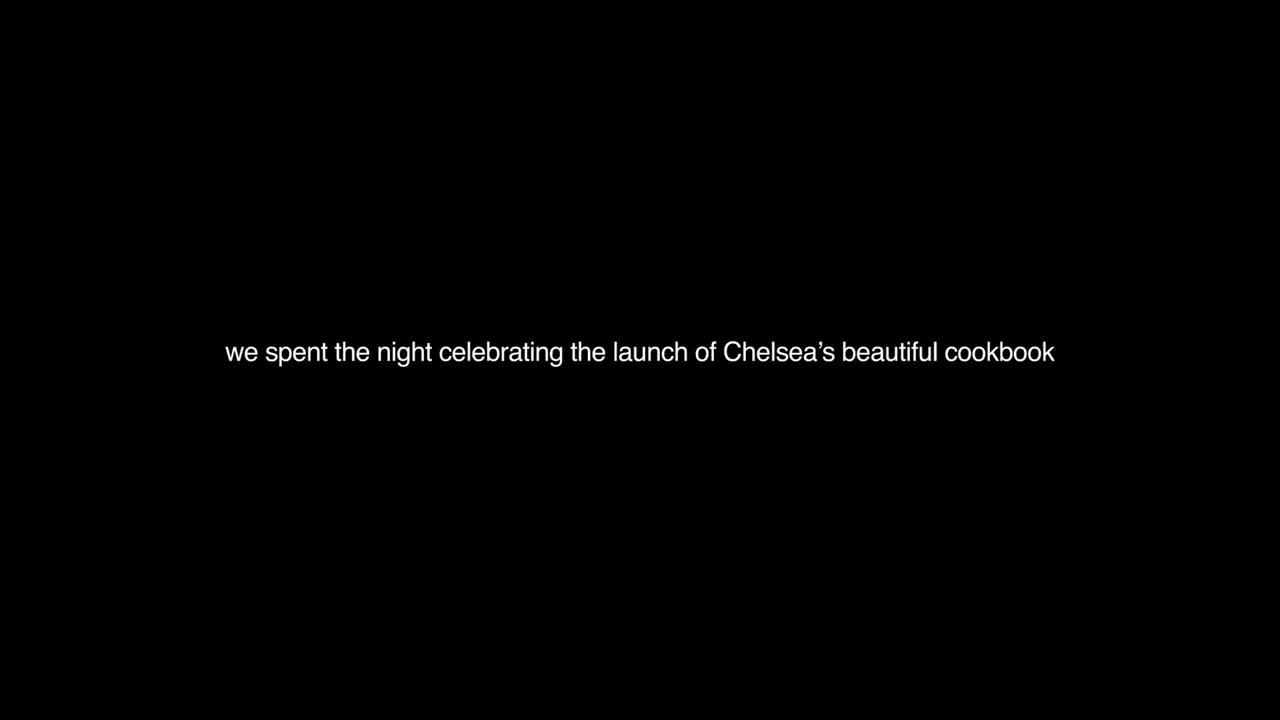 we spent the night celebrating the launch of Chelsea’s beautiful cookbook